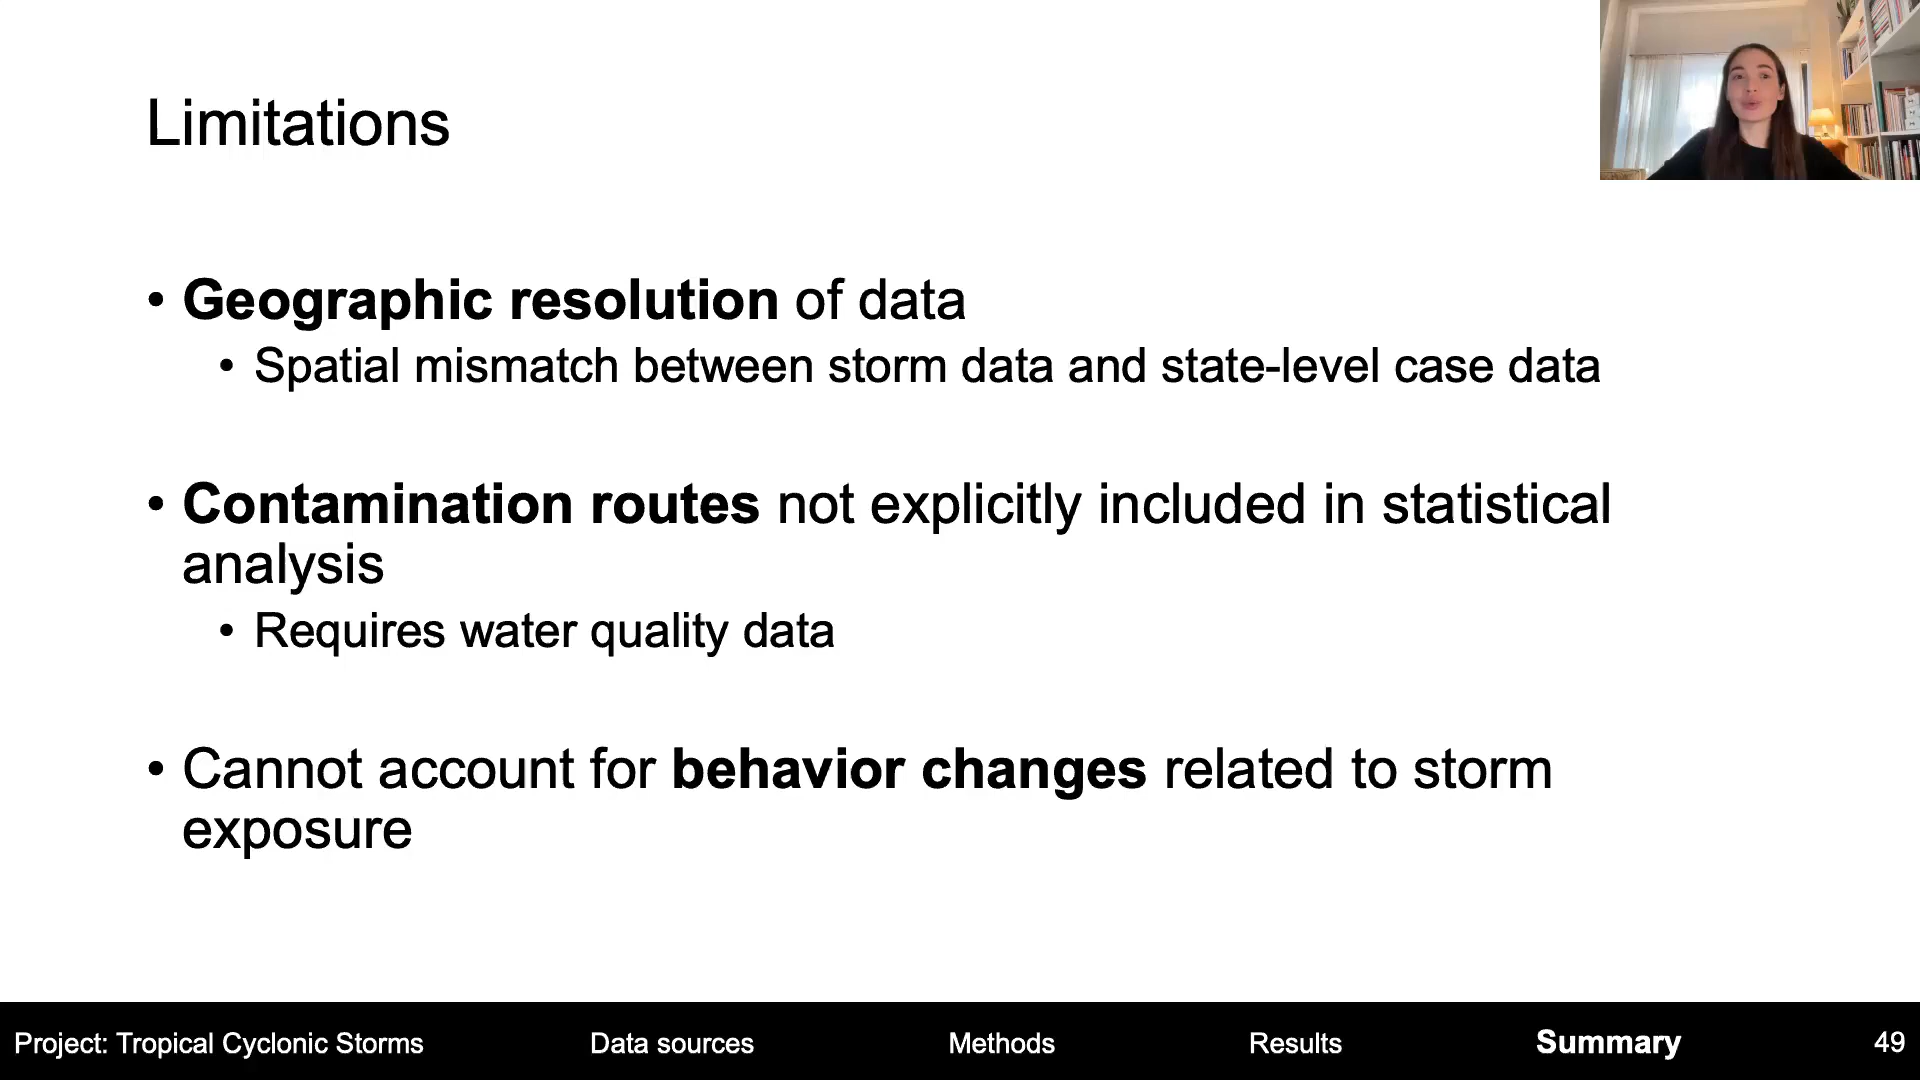 Limitations
• Geographic resolution of data
• Spatial mismatch between storm data and state-level case data
• Contamination routes not explicitly included in statistical
analysis
• Requires water quality data
• Cannot account for behavior changes related to storm
exposure
Project: Tropical Cyclonic Storms Data sources Methods Results Summary 49